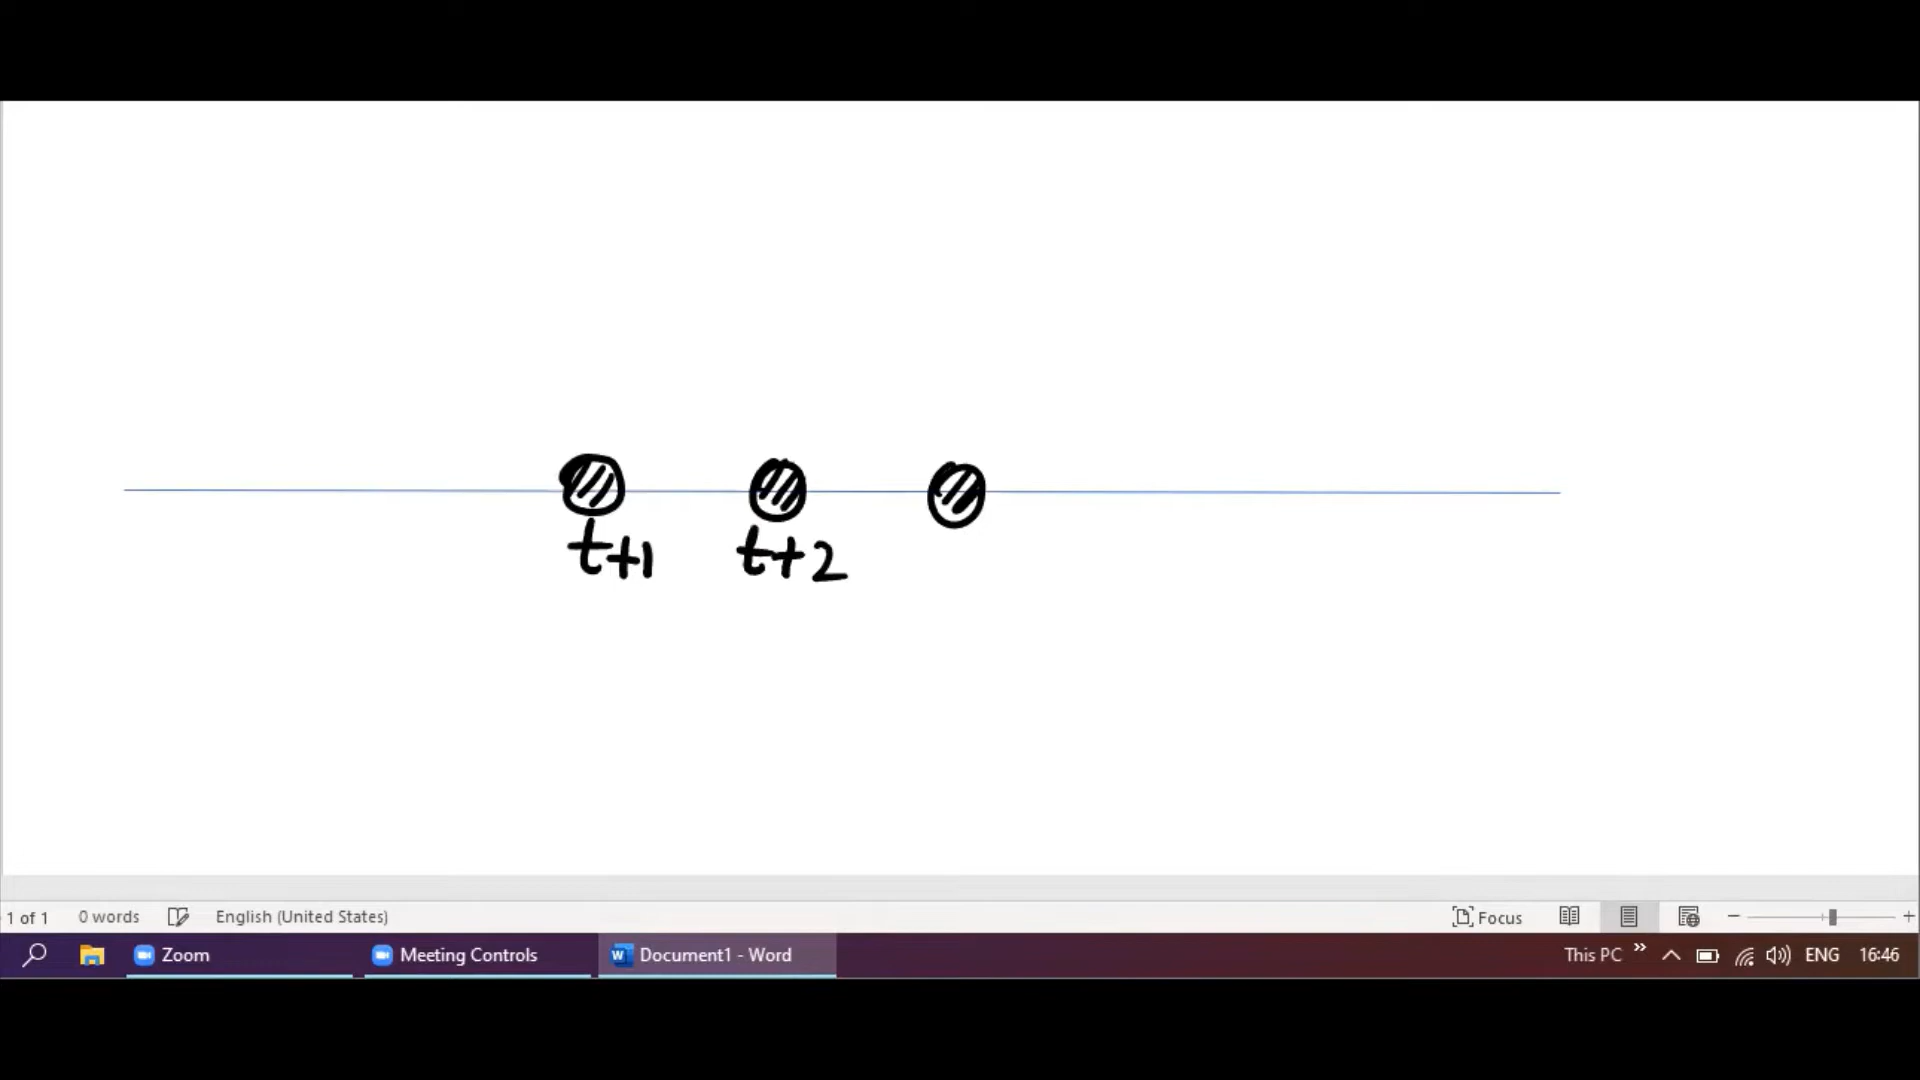 t+1 t+2
1 of 1 0 words English (United States) Focus
Zoom Meeting Controls Document1 - Word This PC » ENG 16:46